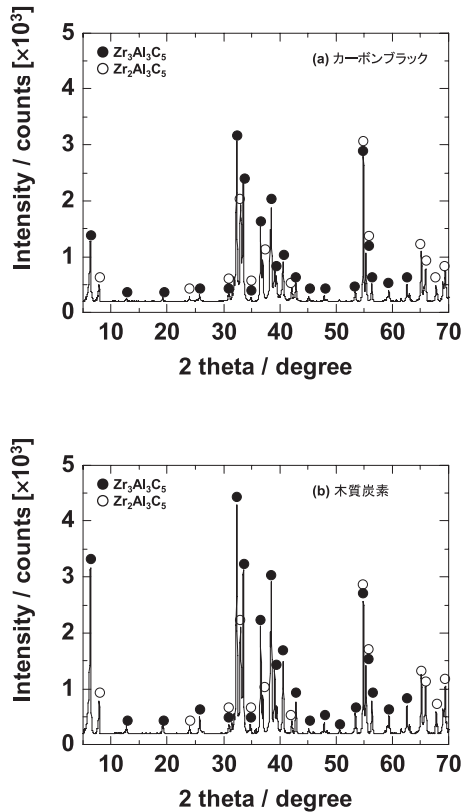 5
4
3
2
1
0
Intensity / counts [×10³]
● Zr₃Al₃C₅
○ Zr₂Al₃C₅
(a) カーボンブラック
10 20 30 40 50 60 70
2 theta / degree
5
4
3
2
1
0
Intensity / counts [×10³]
● Zr₃Al₃C₅
○ Zr₂Al₃C₅
(b) 木質炭素
10 20 30 40 50 60 70
2 theta / degree